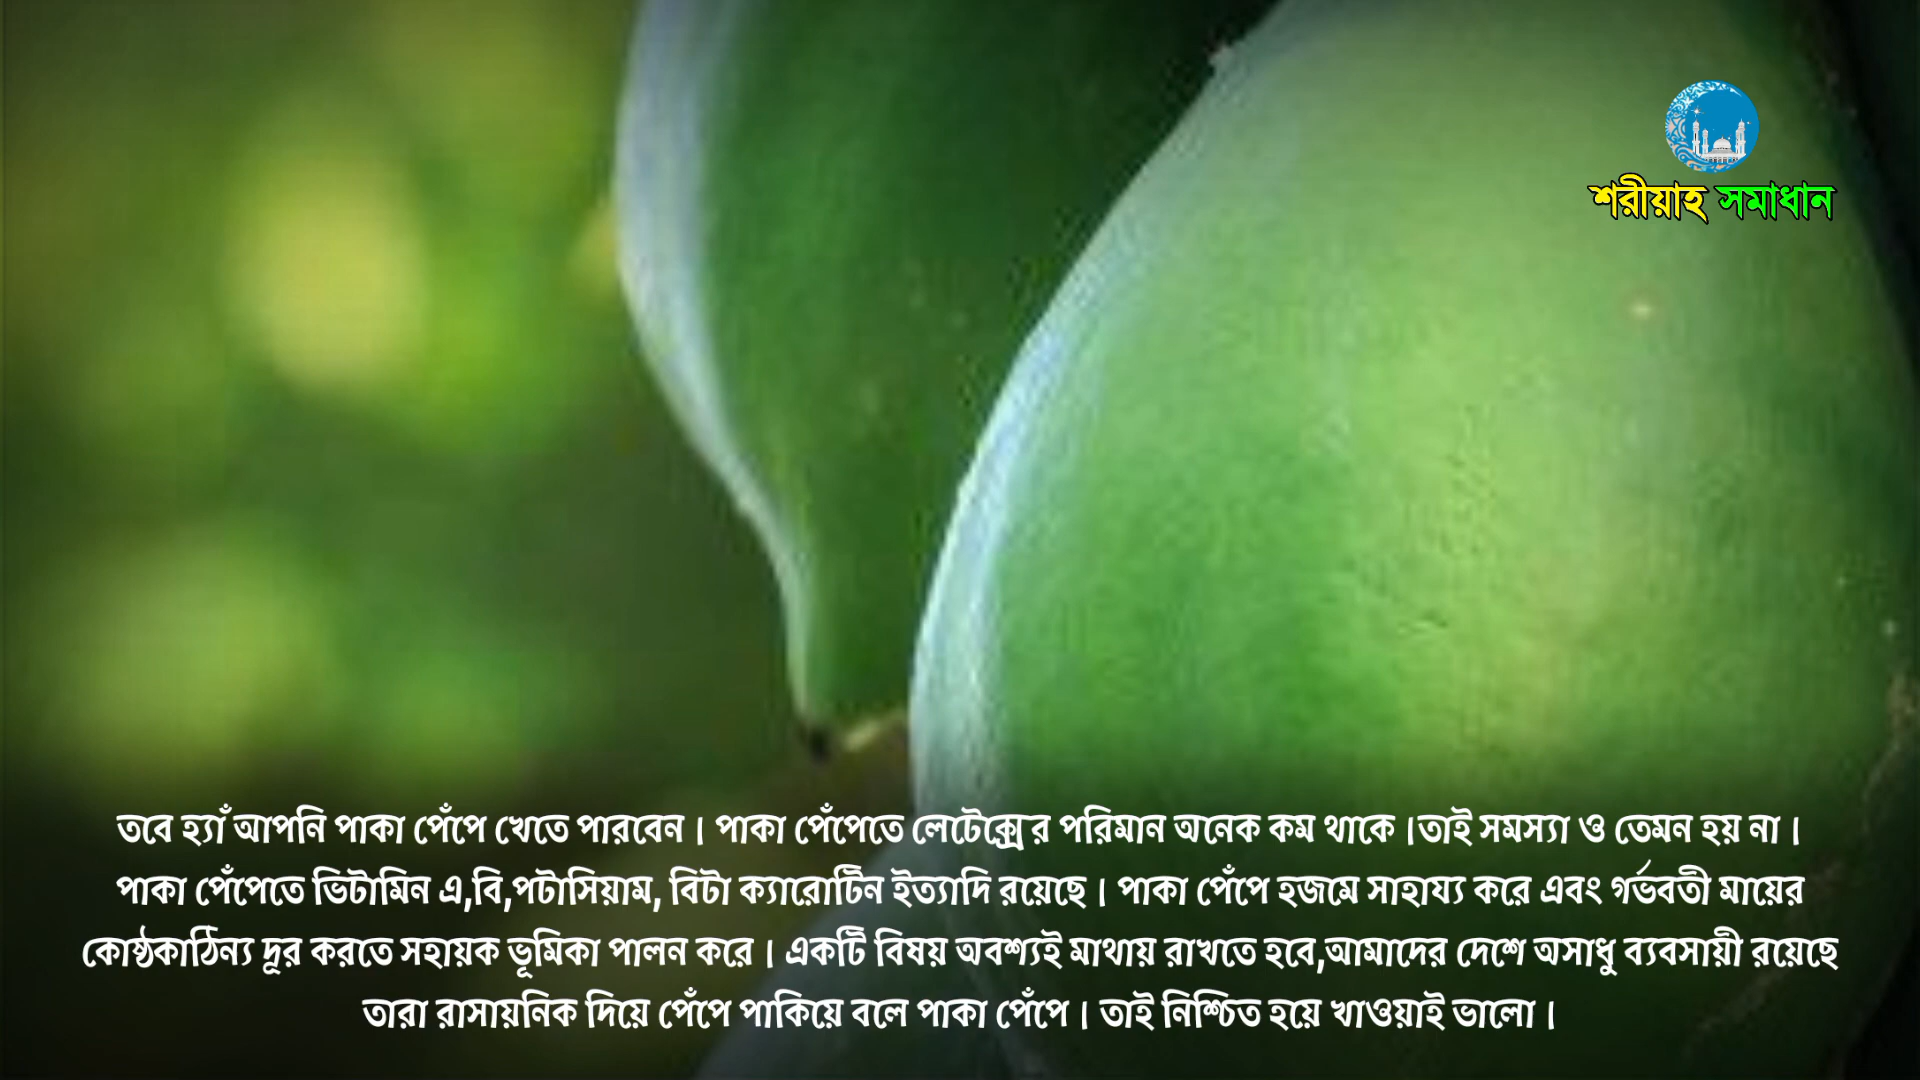 শরীয়াহ সমাধান
তবে হ্যাঁ আপনি পাকা পেঁপে খেতে পারবেন। পাকা পেঁপেতে লেটেক্সের পরিমান অনেক কম থাকে।তাই সমস্যা ও তেমন হয় না।
পাকা পেঁপেতে ভিটামিন এ,বি,পটাসিয়াম, বিটা ক্যারোটিন ইত্যাদি রয়েছে। পাকা পেঁপে হজমে সাহায্য করে এবং গর্ভবতী মায়ের
কোষ্ঠকাঠিন্য দূর করতে সহায়ক ভূমিকা পালন করে। একটি বিষয় অবশ্যই মাথায় রাখতে হবে,আমাদের দেশে অসাধু ব্যবসায়ী রয়েছে
তারা রাসায়নিক দিয়ে পেঁপে পাকিয়ে বলে পাকা পেঁপে। তাই নিশ্চিত হয়ে খাওয়াই ভালো।